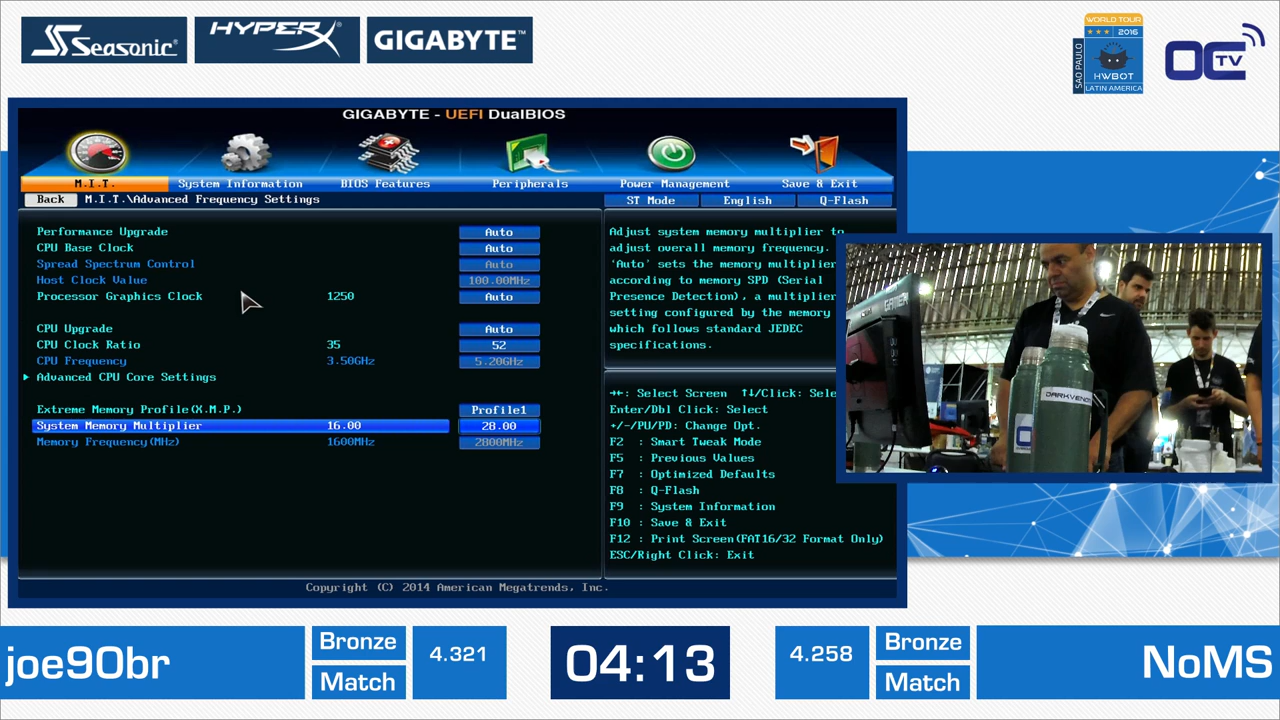 Seasonic®
HYPERX®
GIGABYTE™
WORLD TOUR
2016
SAO PAULO
HWBOT
LATIN AMERICA
OC TV
GIGABYTE - UEFI DualBIOS
M.I.T.
System Information
BIOS Features
Peripherals
Power Management
Save & Exit
Back
M.I.T.\Advanced Frequency Settings
ST Mode
English
Q-Flash
Performance Upgrade Auto
CPU Base Clock Auto
Spread Spectrum Control Auto
Host Clock Value 100.00MHz
Processor Graphics Clock 1250 Auto
CPU Upgrade Auto
CPU Clock Ratio 35 52
CPU Frequency 3.50GHz 5.20GHz
Advanced CPU Core Settings
Extreme Memory Profile(X.M.P.) Profile1
System Memory Multiplier 16.00 28.00
Memory Frequency(MHz) 1600MHz 2800MHz
Adjust system memory multiplier to
adjust overall memory frequency.
'Auto' sets the memory multiplier
according to memory SPD (Serial
Presence Detection), a multiplier
setting configured by the memory
which follows standard JEDEC
specifications.
→←: Select Screen ↑↓/Click: Sele
Enter/Dbl Click: Select
+/-/PU/PD: Change Opt.
F2 : Smart Tweak Mode
F5 : Previous Values
F7 : Optimized Defaults
F8 : Q-Flash
F9 : System Information
F10 : Save & Exit
F12 : Print Screen(FAT16/32 Format Only)
ESC/Right Click: Exit
Copyright (C) 2014 American Megatrends, Inc.
DARKVENO
joe90br
Bronze
Match
4.321
04:13
4.258
Bronze
Match
NoMS